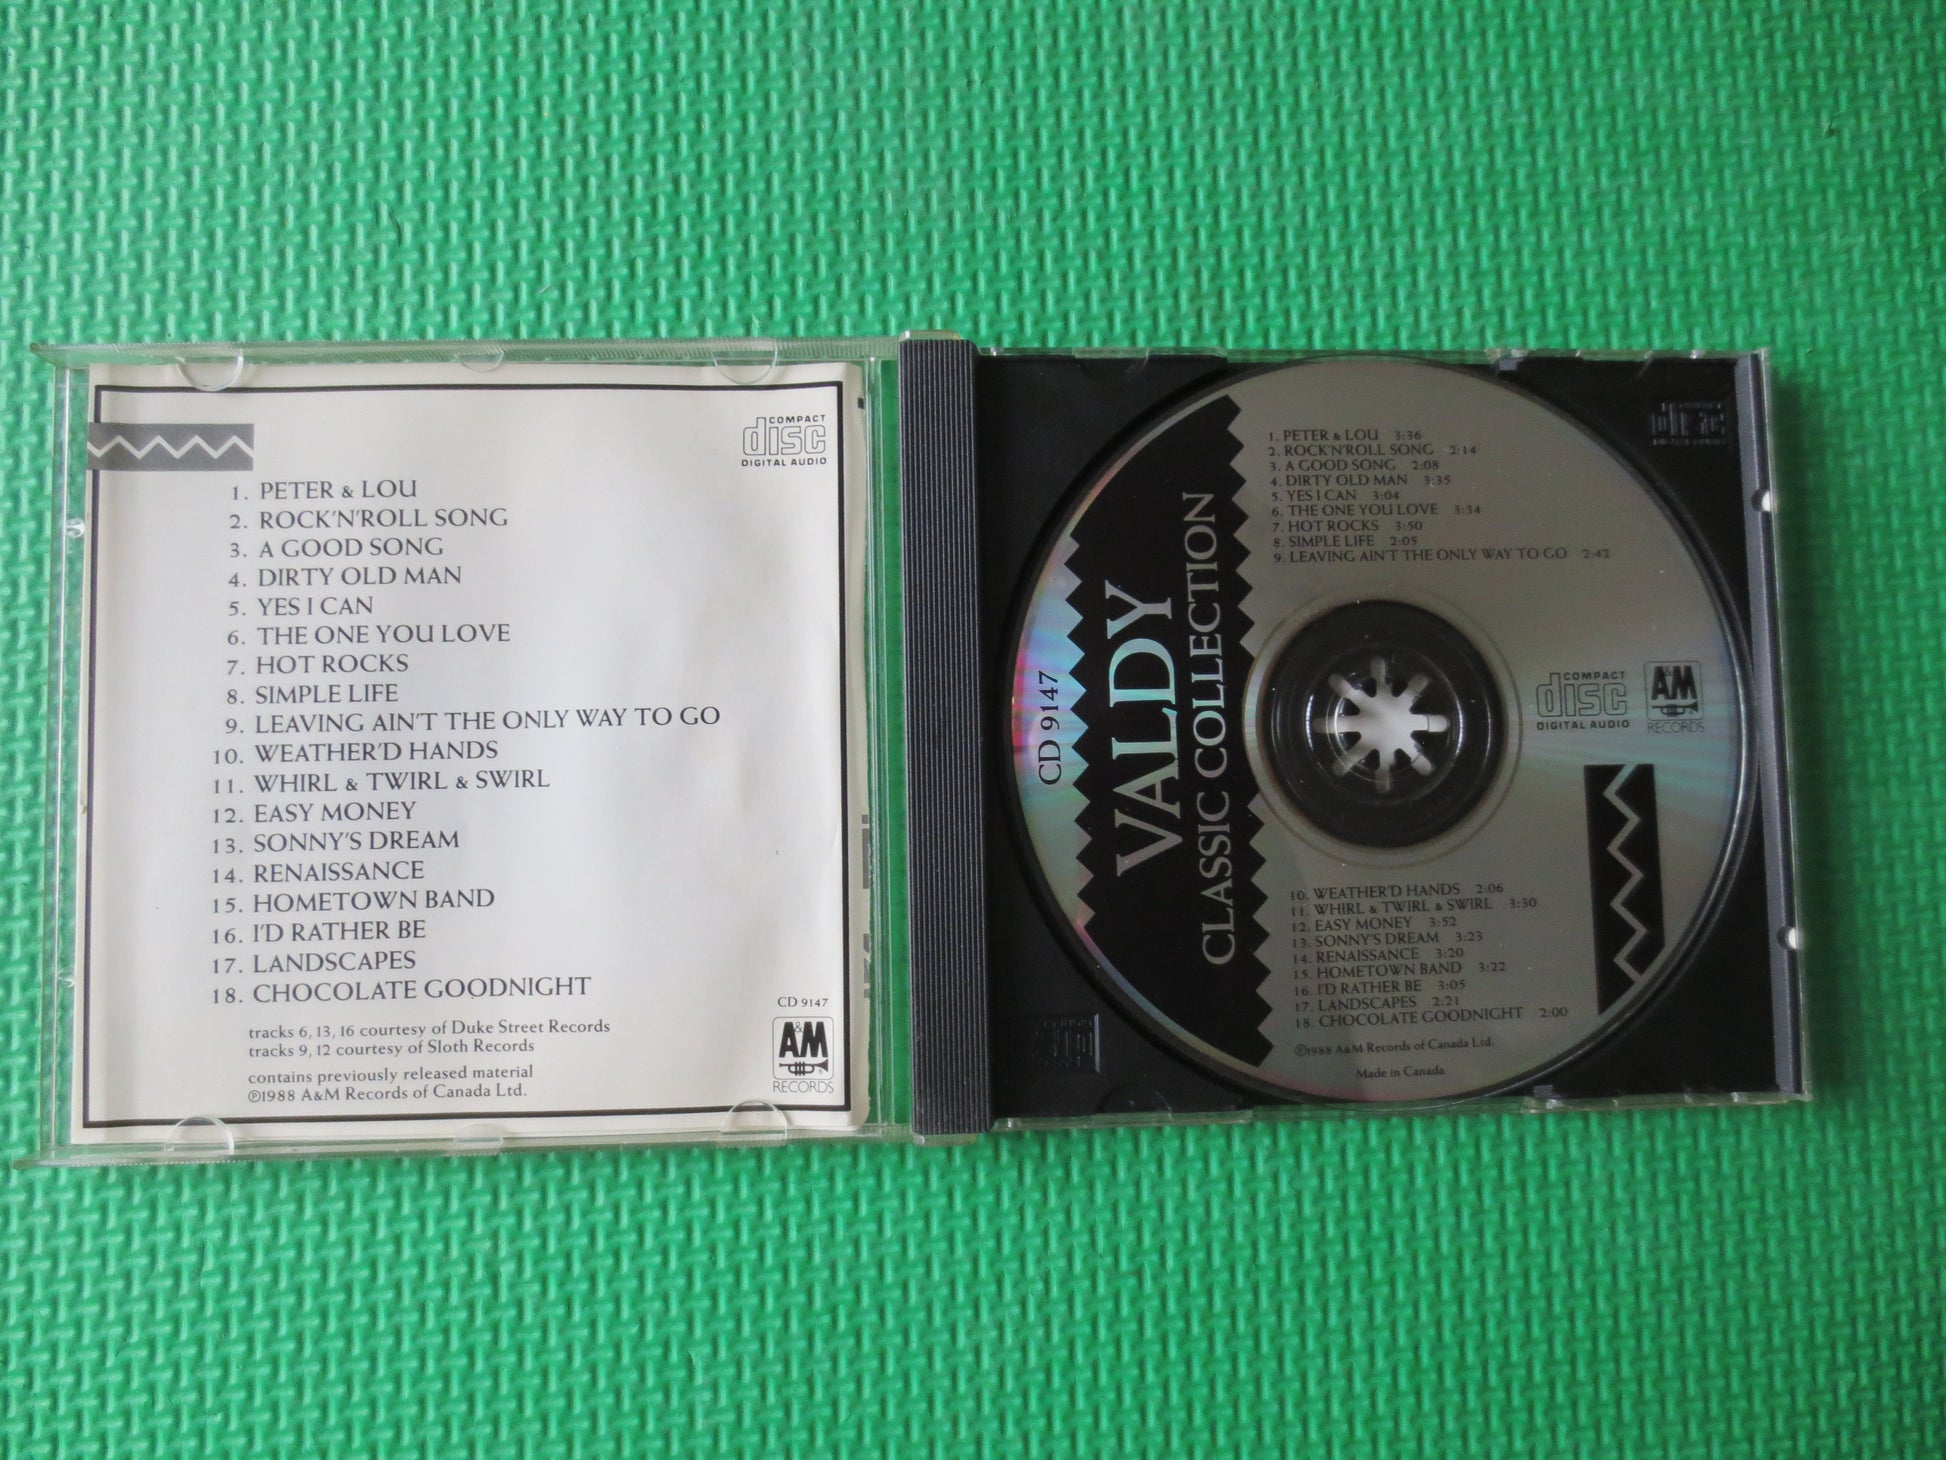 COMPACT
disc
DIGITAL AUDIO
1. PETER & LOU
2. ROCK'N'ROLL SONG
3. A GOOD SONG
4. DIRTY OLD MAN
5. YES I CAN
6. THE ONE YOU LOVE
7. HOT ROCKS
8. SIMPLE LIFE
9. LEAVING AIN'T THE ONLY WAY TO GO
10. WEATHER'D HANDS
11. WHIRL & TWIRL & SWIRL
12. EASY MONEY
13. SONNY'S DREAM
14. RENAISSANCE
15. HOMETOWN BAND
16. I'D RATHER BE
17. LANDSCAPES
18. CHOCOLATE GOODNIGHT
tracks 6, 13, 16 courtesy of Duke Street Records
tracks 9, 12 courtesy of Sloth Records
contains previously released material
℗1988 A&M Records of Canada Ltd.
CD 9147
A&M
RECORDS
CD 9147
VALDY
CLASSIC COLLECTION
1. PETER & LOU 3:36
2. ROCK'N'ROLL SONG 2:14
3. A GOOD SONG 2:08
4. DIRTY OLD MAN 3:35
5. YES I CAN 3:04
6. THE ONE YOU LOVE 3:34
7. HOT ROCKS 3:50
8. SIMPLE LIFE 2:05
9. LEAVING AIN'T THE ONLY WAY TO GO 2:42
COMPACT
disc
DIGITAL AUDIO
A&M
RECORDS
10. WEATHER'D HANDS 2:06
11. WHIRL & TWIRL & SWIRL 3:30
12. EASY MONEY 3:52
13. SONNY'S DREAM 3:23
14. RENAISSANCE 3:20
15. HOMETOWN BAND 3:22
16. I'D RATHER BE 3:05
17. LANDSCAPES 2:21
18. CHOCOLATE GOODNIGHT 2:00
℗1988 A&M Records of Canada Ltd.
Made in Canada
COMPACT
disc